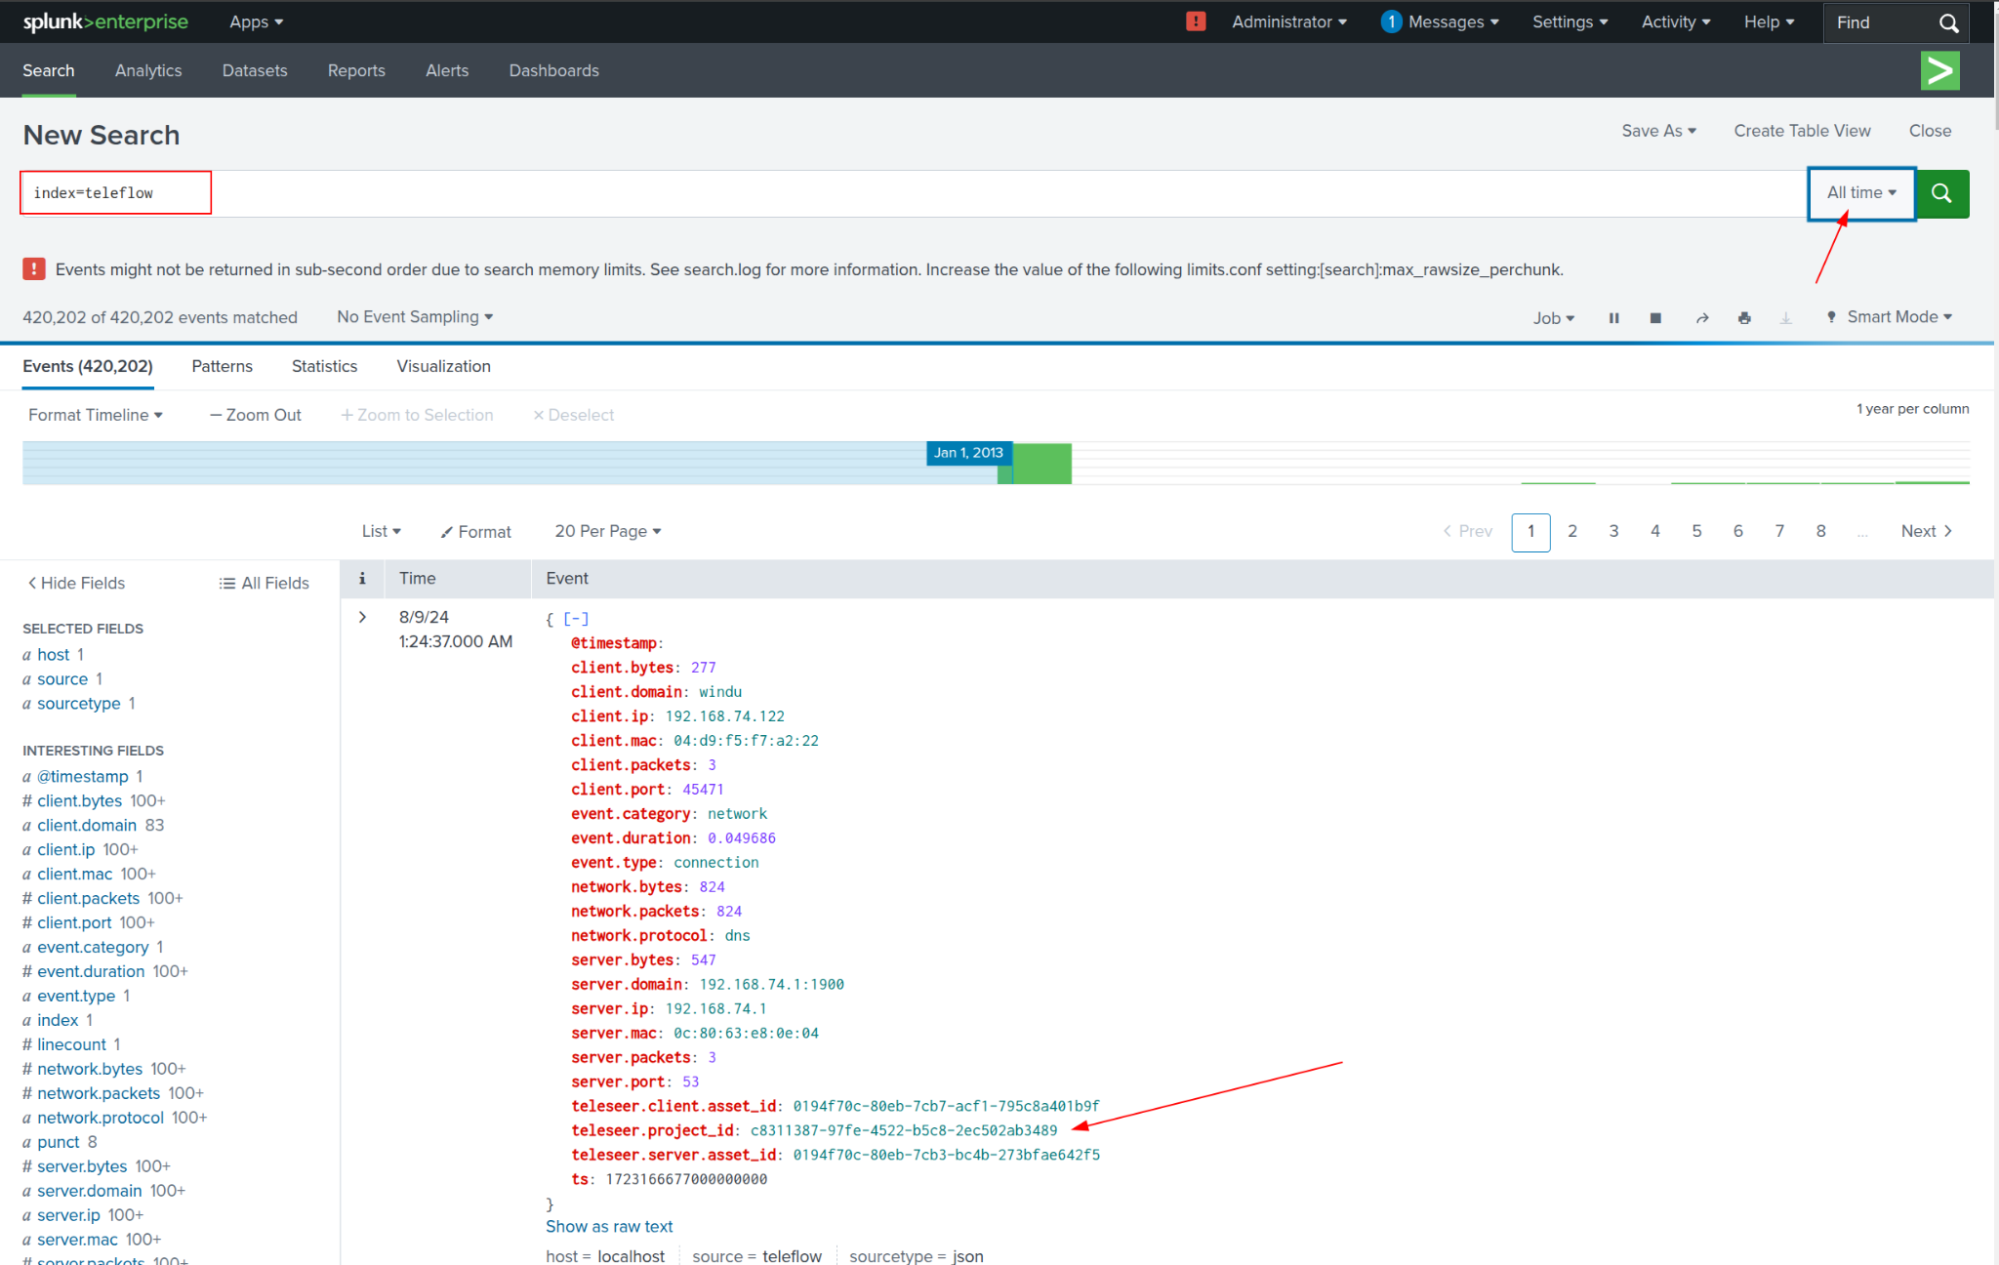 splunk>enterprise Apps ! Administrator 1 Messages Settings Activity Help Find
Search Analytics Datasets Reports Alerts Dashboards >
New Search Save As Create Table View Close
index=teleflow All time
! Events might not be returned in sub-second order due to search memory limits. See search.log for more information. Increase the value of the following limits.conf setting:[search]:max_rawsize_perchunk.
420,202 of 420,202 events matched No Event Sampling Job Smart Mode
Events (420,202) Patterns Statistics Visualization
Format Timeline — Zoom Out + Zoom to Selection × Deselect 1 year per column
Jan 1, 2013
List Format 20 Per Page < Prev 1 2 3 4 5 6 7 8 ... Next >
< Hide Fields All Fields
SELECTED FIELDS
a host 1
a source 1
a sourcetype 1
INTERESTING FIELDS
a @timestamp 1
# client.bytes 100+
a client.domain 83
a client.ip 100+
a client.mac 100+
# client.packets 100+
# client.port 100+
a event.category 1
# event.duration 100+
a event.type 1
a index 1
# linecount 1
# network.bytes 100+
# network.packets 100+
a network.protocol 100+
a punct 8
# server.bytes 100+
a server.domain 100+
a server.ip 100+
a server.mac 100+
# server.packets 100+
i Time Event
> 8/9/24
1:24:37.000 AM
{ [-]
@timestamp:
client.bytes: 277
client.domain: windu
client.ip: 192.168.74.122
client.mac: 04:d9:f5:f7:a2:22
client.packets: 3
client.port: 45471
event.category: network
event.duration: 0.049686
event.type: connection
network.bytes: 824
network.packets: 824
network.protocol: dns
server.bytes: 547
server.domain: 192.168.74.1:1900
server.ip: 192.168.74.1
server.mac: 0c:80:63:e8:0e:04
server.packets: 3
server.port: 53
teleseer.client.asset_id: 0194f70c-80eb-7cb7-acf1-795c8a401b9f
teleseer.project_id: c8311387-97fe-4522-b5c8-2ec502ab3489
teleseer.server.asset_id: 0194f70c-80eb-7cb3-bc4b-273bfae642f5
ts: 1723166677000000000
}
Show as raw text
host = localhost source = teleflow sourcetype = json